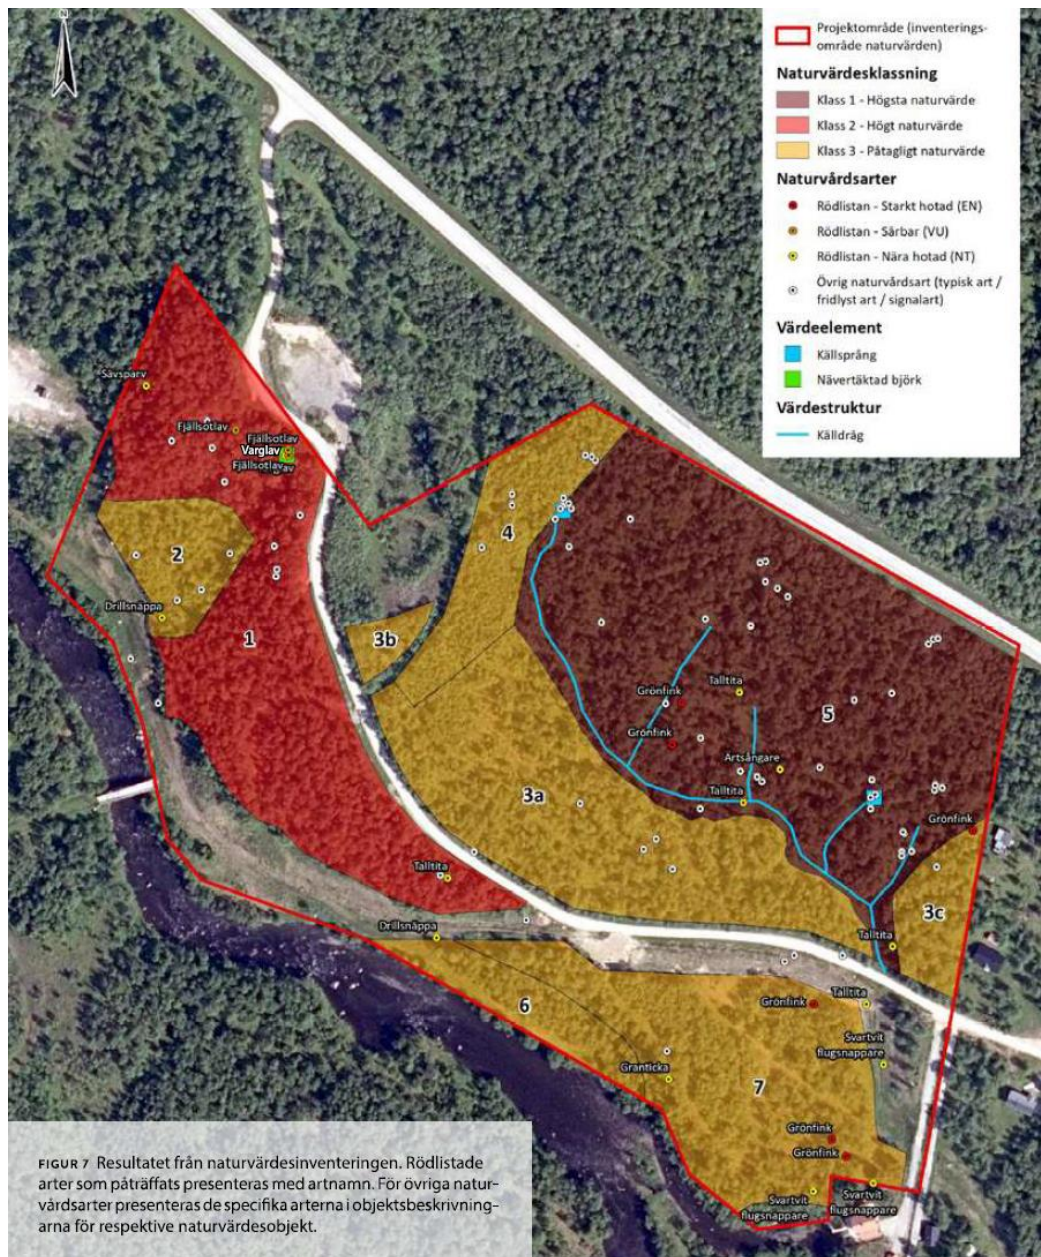 N
Projektområde (inventerings-
område naturvärden)
Naturvärdesklassning
Klass 1 - Högsta naturvärde
Klass 2 - Högt naturvärde
Klass 3 - Påtagligt naturvärde
Naturvårdsarter
Rödlistan - Starkt hotad (EN)
Rödlistan - Sårbar (VU)
Rödlistan - Nära hotad (NT)
Övrig naturvårdsart (typisk art /
fridlyst art / signalart)
Värdeelement
Källsprång
Nävertäktad björk
Värdestruktur
Källdråg
Sävsparv
Fjällsotlav
Fjällsotlav
Varglav
Fjällsotlav
4
2
Drillsnäppa
1
3b
Talltita
Grönfink
5
Grönfink
Ärtsångare
3a
Talltita
Grönfink
Talltita
3c
Drillsnäppa
Talltita
6
Grönfink
Talltita
Svartvit
flugsnappare
Granticka
7
Grönfink
Grönfink
Svartvit
flugsnappare
Svartvit
flugsnappare
FIGUR 7 Resultatet från naturvärdesinventeringen. Rödlistade
arter som påträffats presenteras med artnamn. För övriga natur-
vårdsarter presenteras de specifika arterna i objektsbeskrivning-
arna för respektive naturvärdesobjekt.